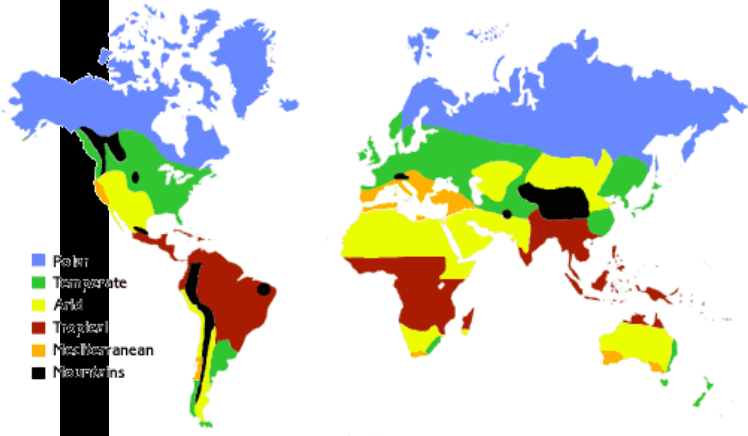 Polar
Temperate
Arid
Tropical
Mediterranean
Mountains